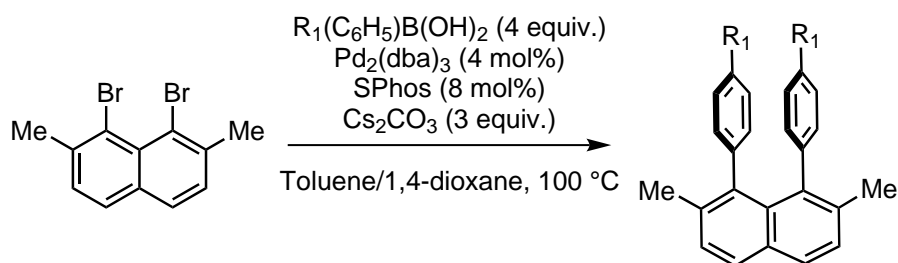 R₁(C₆H₅)B(OH)₂ (4 equiv.)
Pd₂(dba)₃ (4 mol%)
SPhos (8 mol%)
Cs₂CO₃ (3 equiv.)
Toluene/1,4-dioxane, 100 °C
Br Br
Me Me
R₁ R₁
Me Me